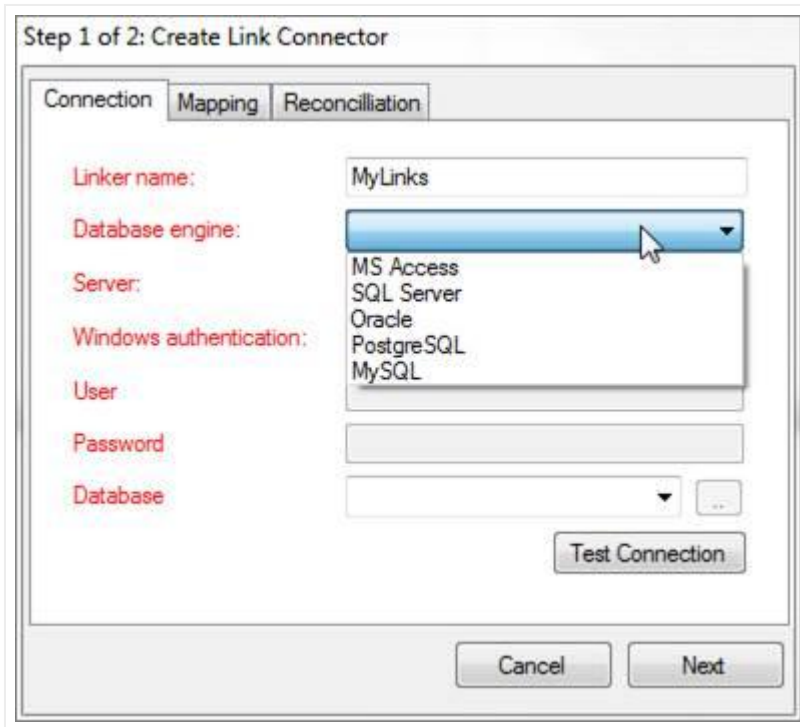 Step 1 of 2: Create Link Connector
Connection Mapping Reconcilliation
Linker name: MyLinks
Database engine:
MS Access
Server:
SQL Server
Oracle
Windows authentication:
PostgreSQL
MySQL
User
Password
Database ..
Test Connection
Cancel Next